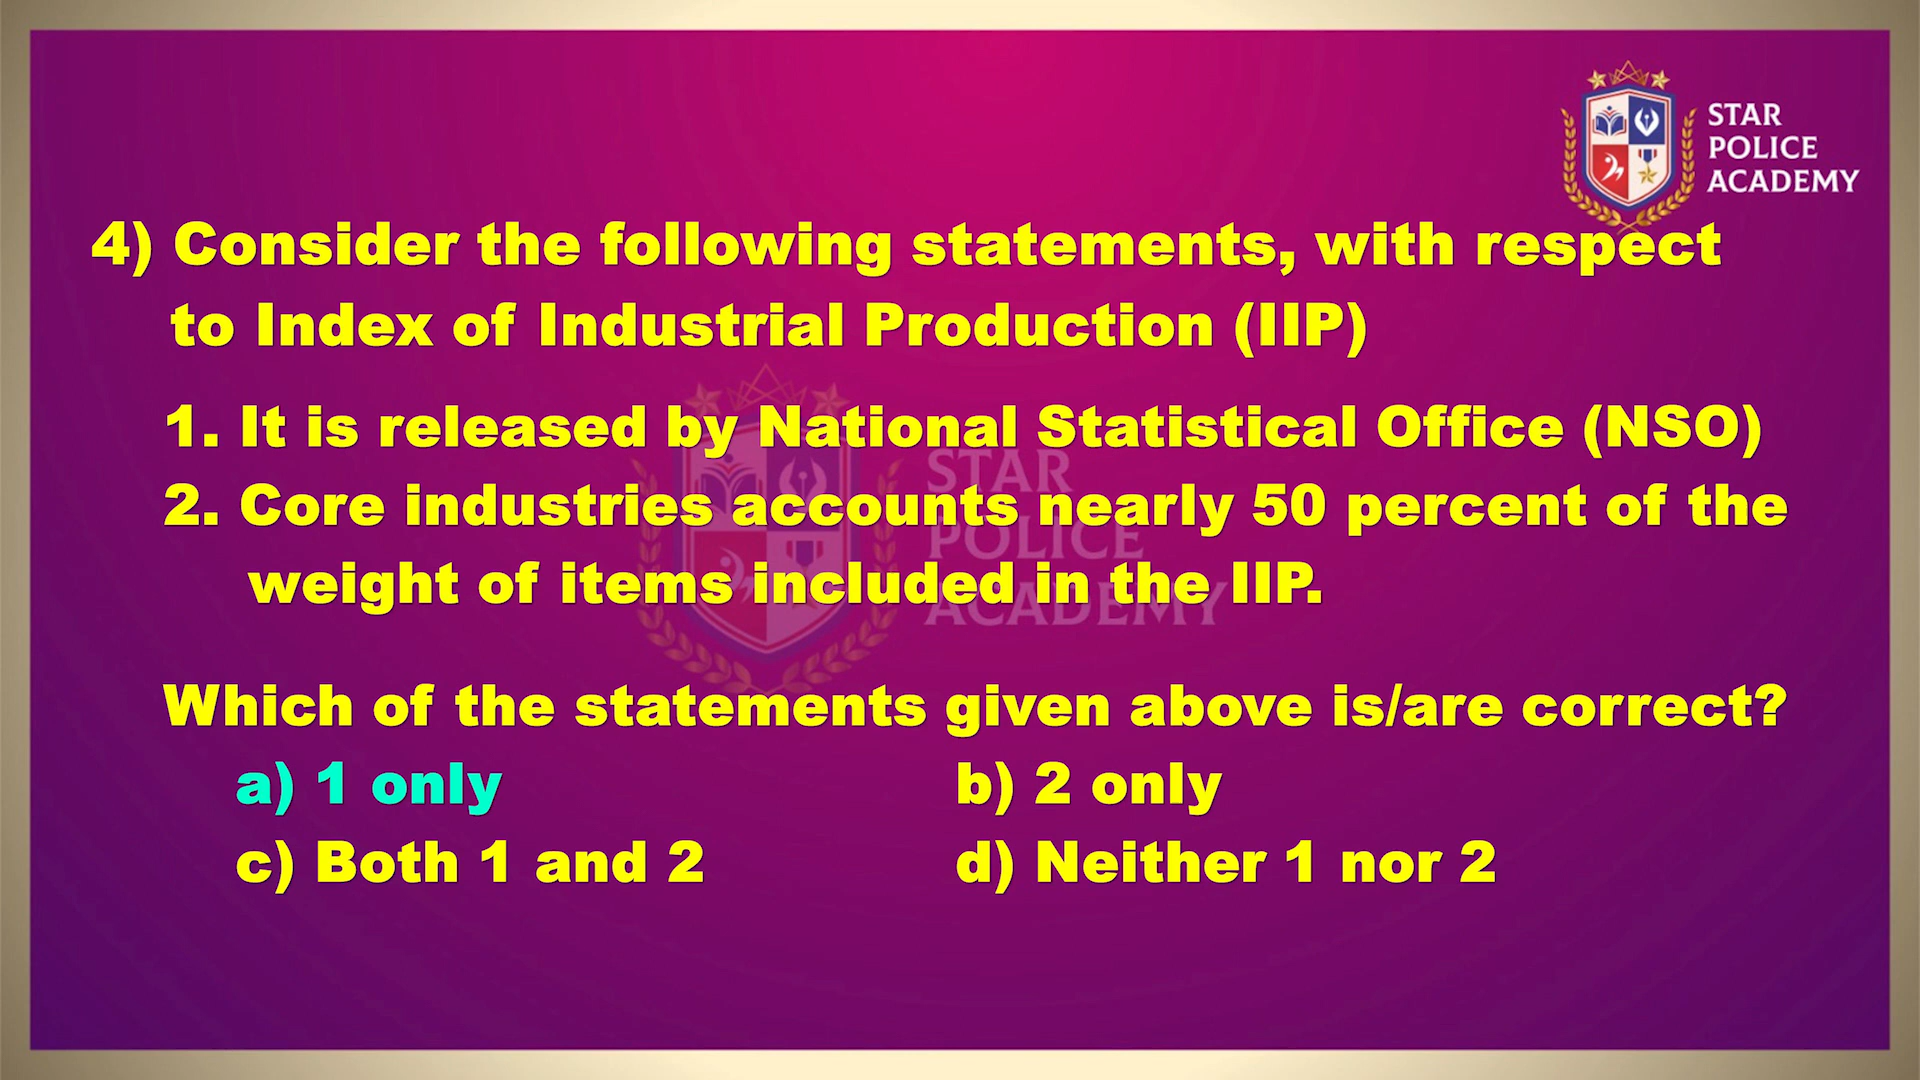 STAR
POLICE
ACADEMY
4) Consider the following statements, with respect
to Index of Industrial Production (IIP)
1. It is released by National Statistical Office (NSO)
2. Core industries accounts nearly 50 percent of the
weight of items included in the IIP.
STAR
POLICE
ACADEMY
Which of the statements given above is/are correct?
a) 1 only b) 2 only
c) Both 1 and 2 d) Neither 1 nor 2